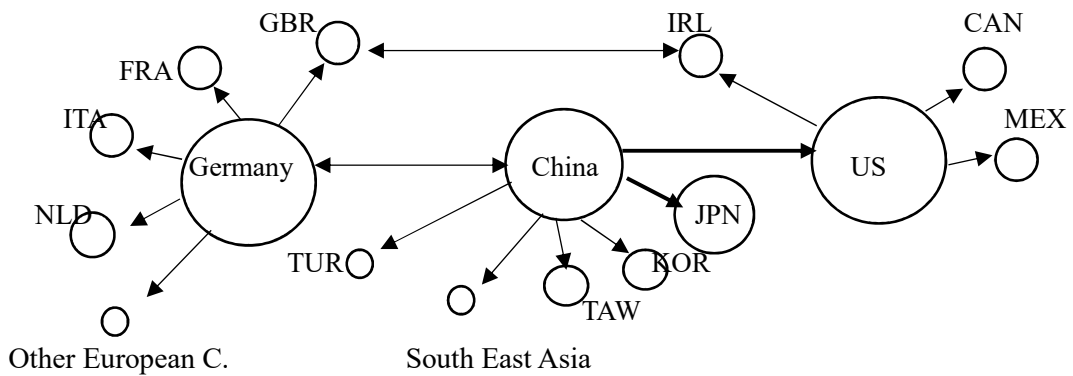 GBR
IRL
CAN
FRA
ITA
MEX
Germany
China
US
NLD
JPN
TUR
KOR
TAW
Other European C.
South East Asia